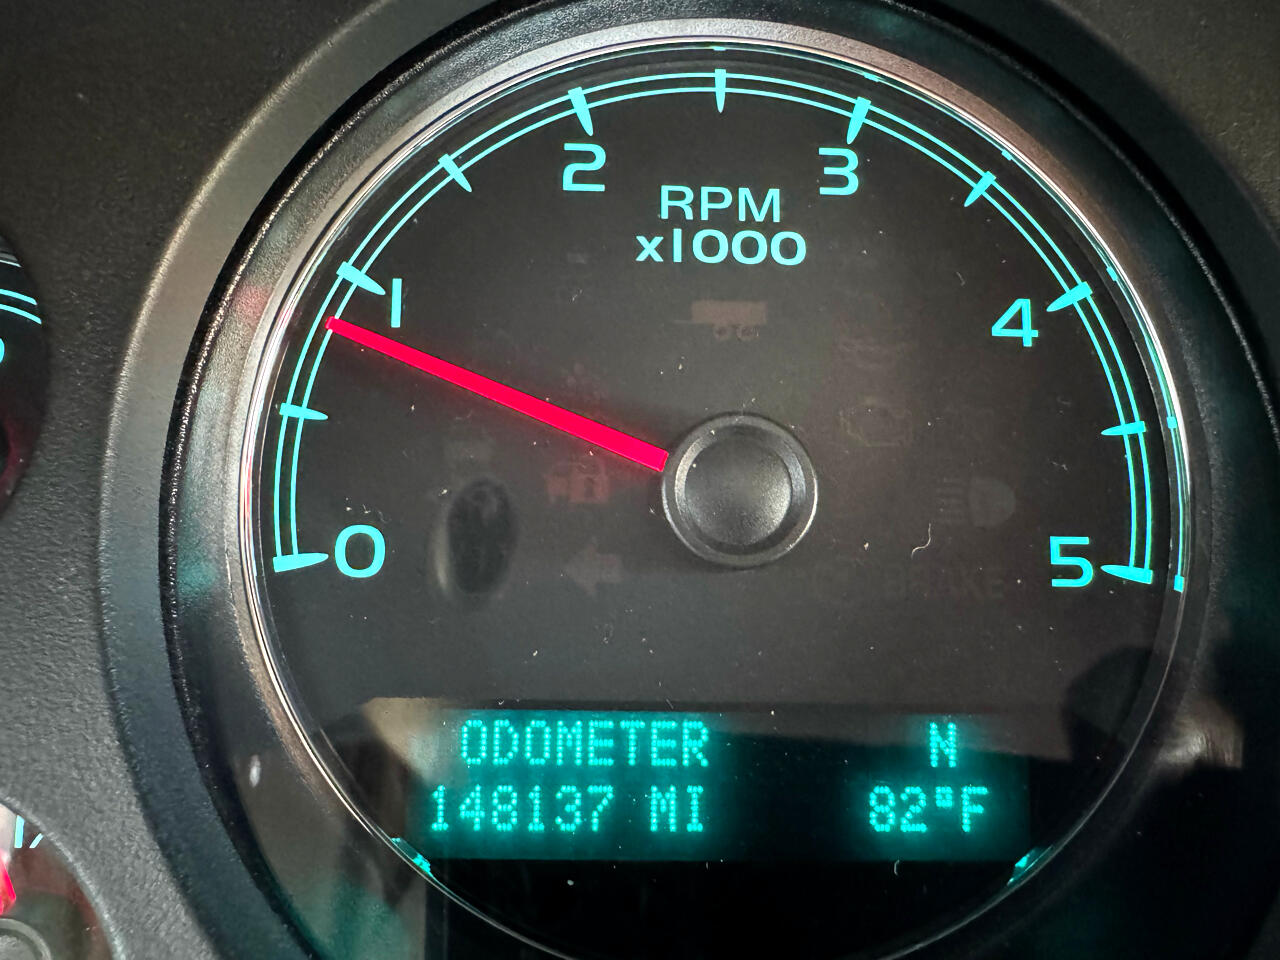 2 3
RPM
x1000
1 4
0 5
BRAKE
ODOMETER N
148137 MI 82°F